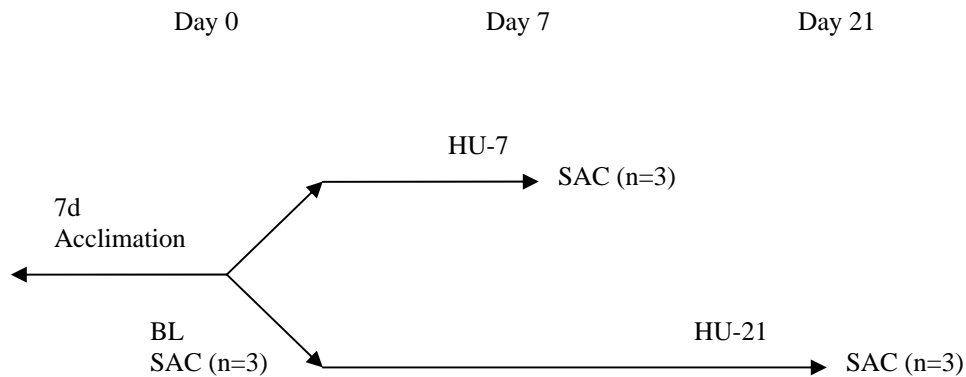 Day 0 Day 7 Day 21
HU-7
SAC (n=3)
7d
Acclimation
BL
SAC (n=3)
HU-21
SAC (n=3)